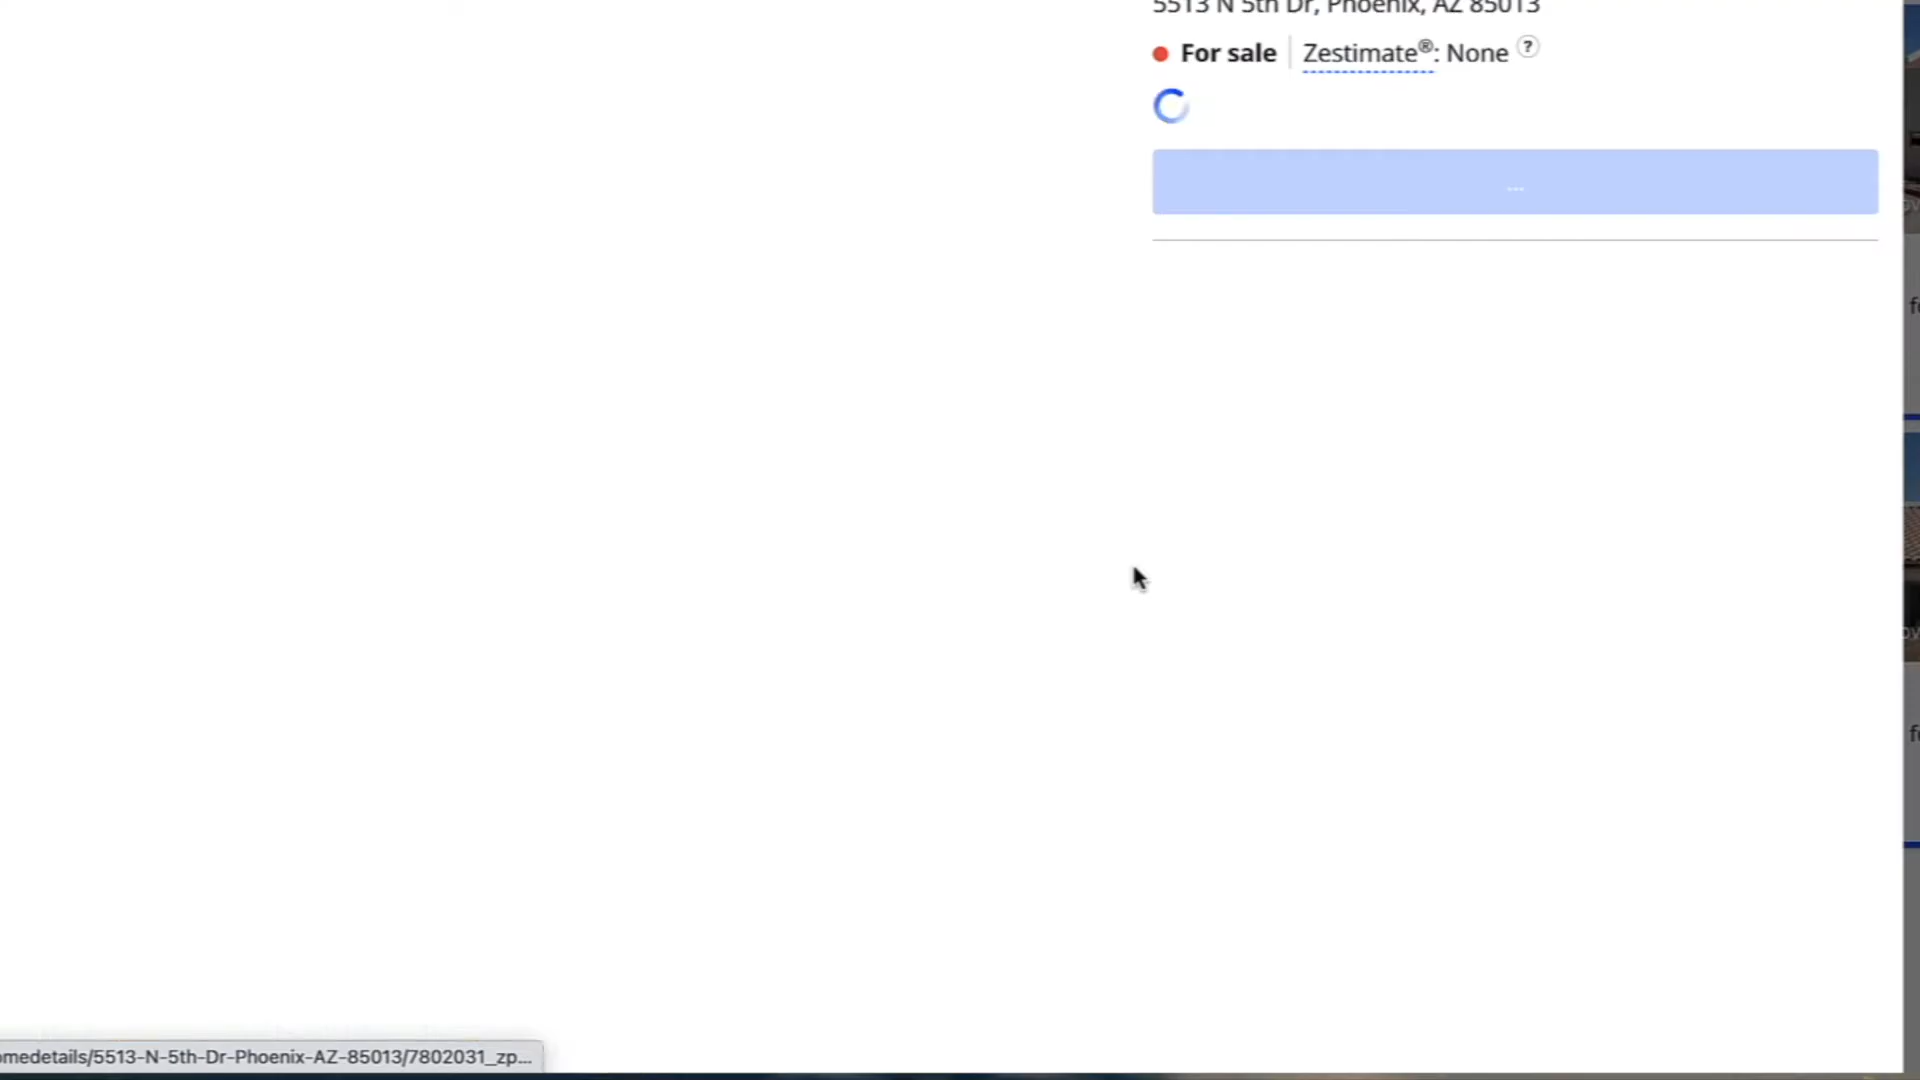 5513 N 5th Dr, Phoenix, AZ 85013
For sale Zestimate®: None ?
...
omedetails/5513-N-5th-Dr-Phoenix-AZ-85013/7802031_zp...